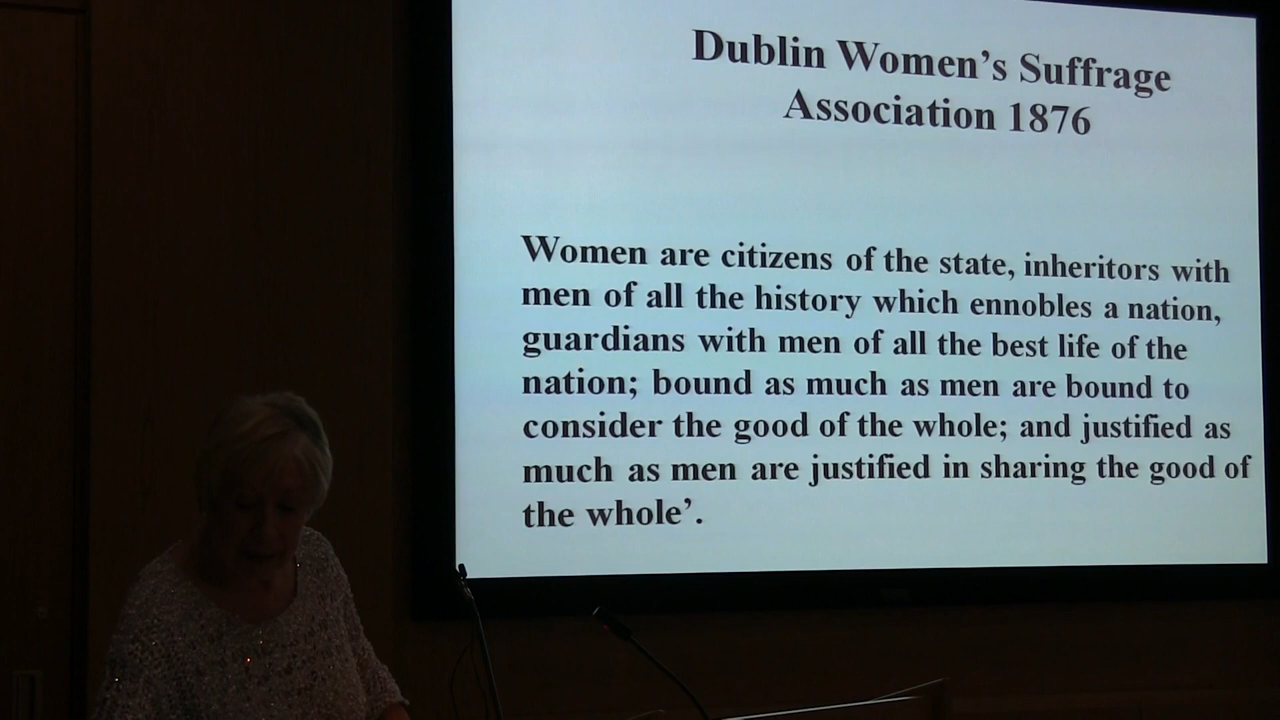 Dublin Women’s Suffrage
Association 1876
Women are citizens of the state, inheritors with
men of all the history which ennobles a nation,
guardians with men of all the best life of the
nation; bound as much as men are bound to
consider the good of the whole; and justified as
much as men are justified in sharing the good of
the whole’.